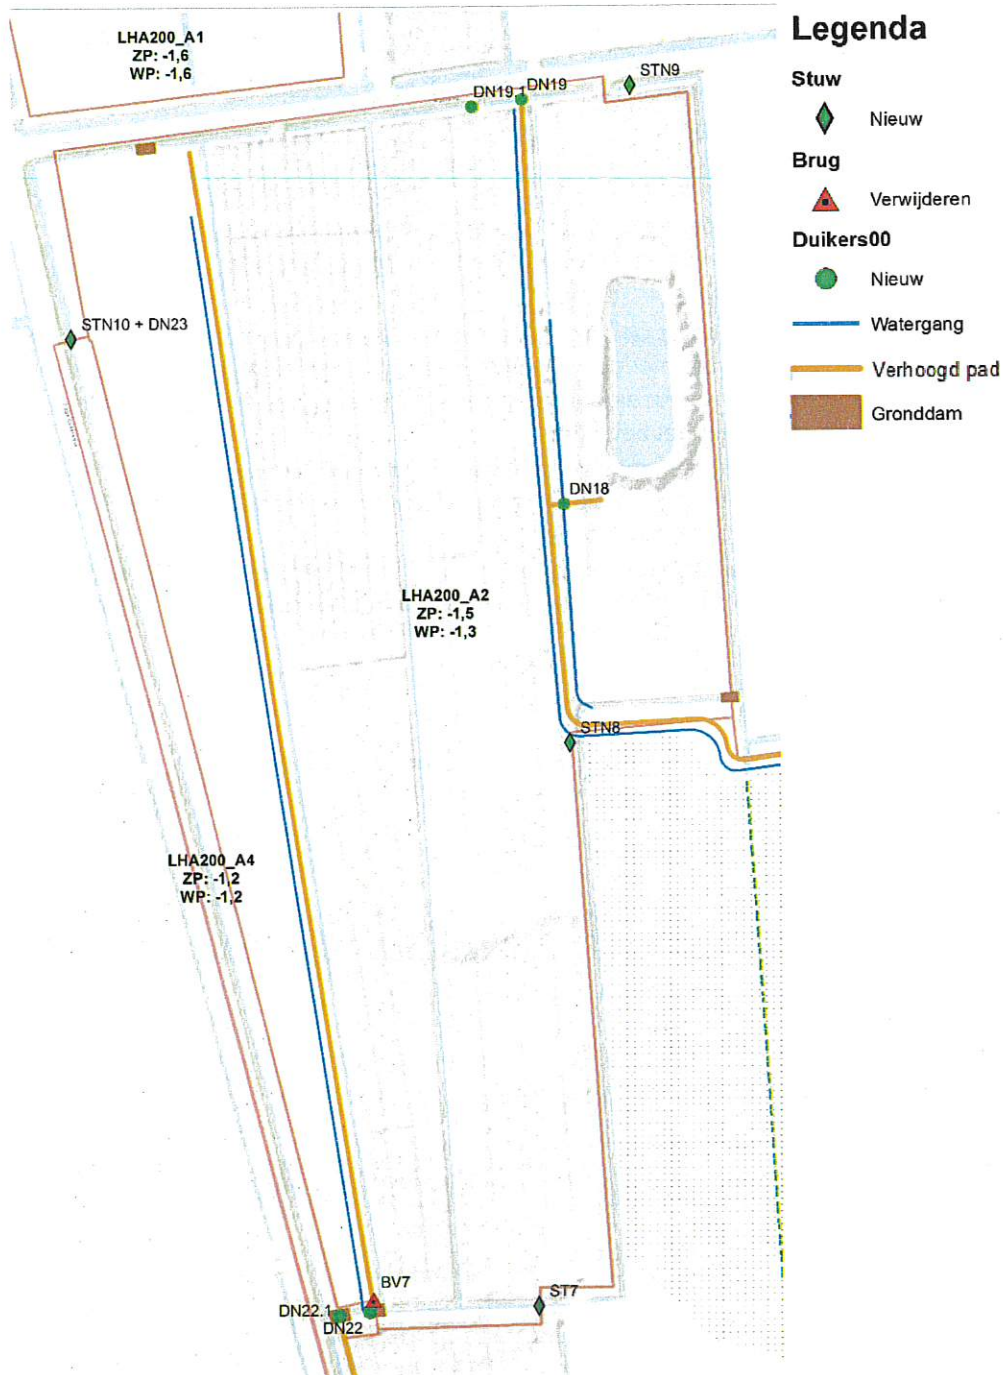 LHA200_A1
ZP: -1,6
WP: -1,6
DN19.1
DN19
STN9
STN10 + DN23
DN18
LHA200_A2
ZP: -1,5
WP: -1,3
STN8
LHA200_A4
ZP: -1,2
WP: -1,2
BV7
ST7
DN22.1
DN22
Legenda
Stuw
Nieuw
Brug
Verwijderen
Duikers00
Nieuw
Watergang
Verhoogd pad
Gronddam